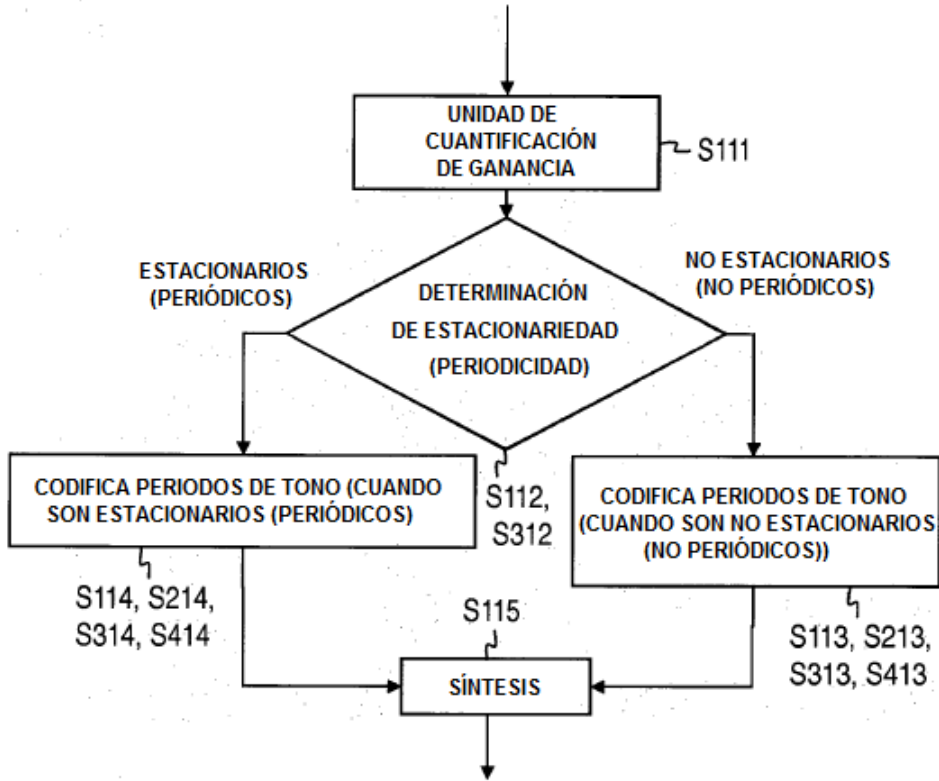 UNIDAD DE
CUANTIFICACIÓN
DE GANANCIA
S111
ESTACIONARIOS
(PERIÓDICOS)
NO ESTACIONARIOS
(NO PERIÓDICOS)
DETERMINACIÓN
DE ESTACIONARIEDAD
(PERIODICIDAD)
S112,
S312
CODIFICA PERIODOS DE TONO (CUANDO
SON ESTACIONARIOS (PERIÓDICOS)
S114, S214,
S314, S414
CODIFICA PERIODOS DE TONO
(CUANDO SON NO ESTACIONARIOS
(NO PERIÓDICOS))
S113, S213,
S313, S413
S115
SÍNTESIS